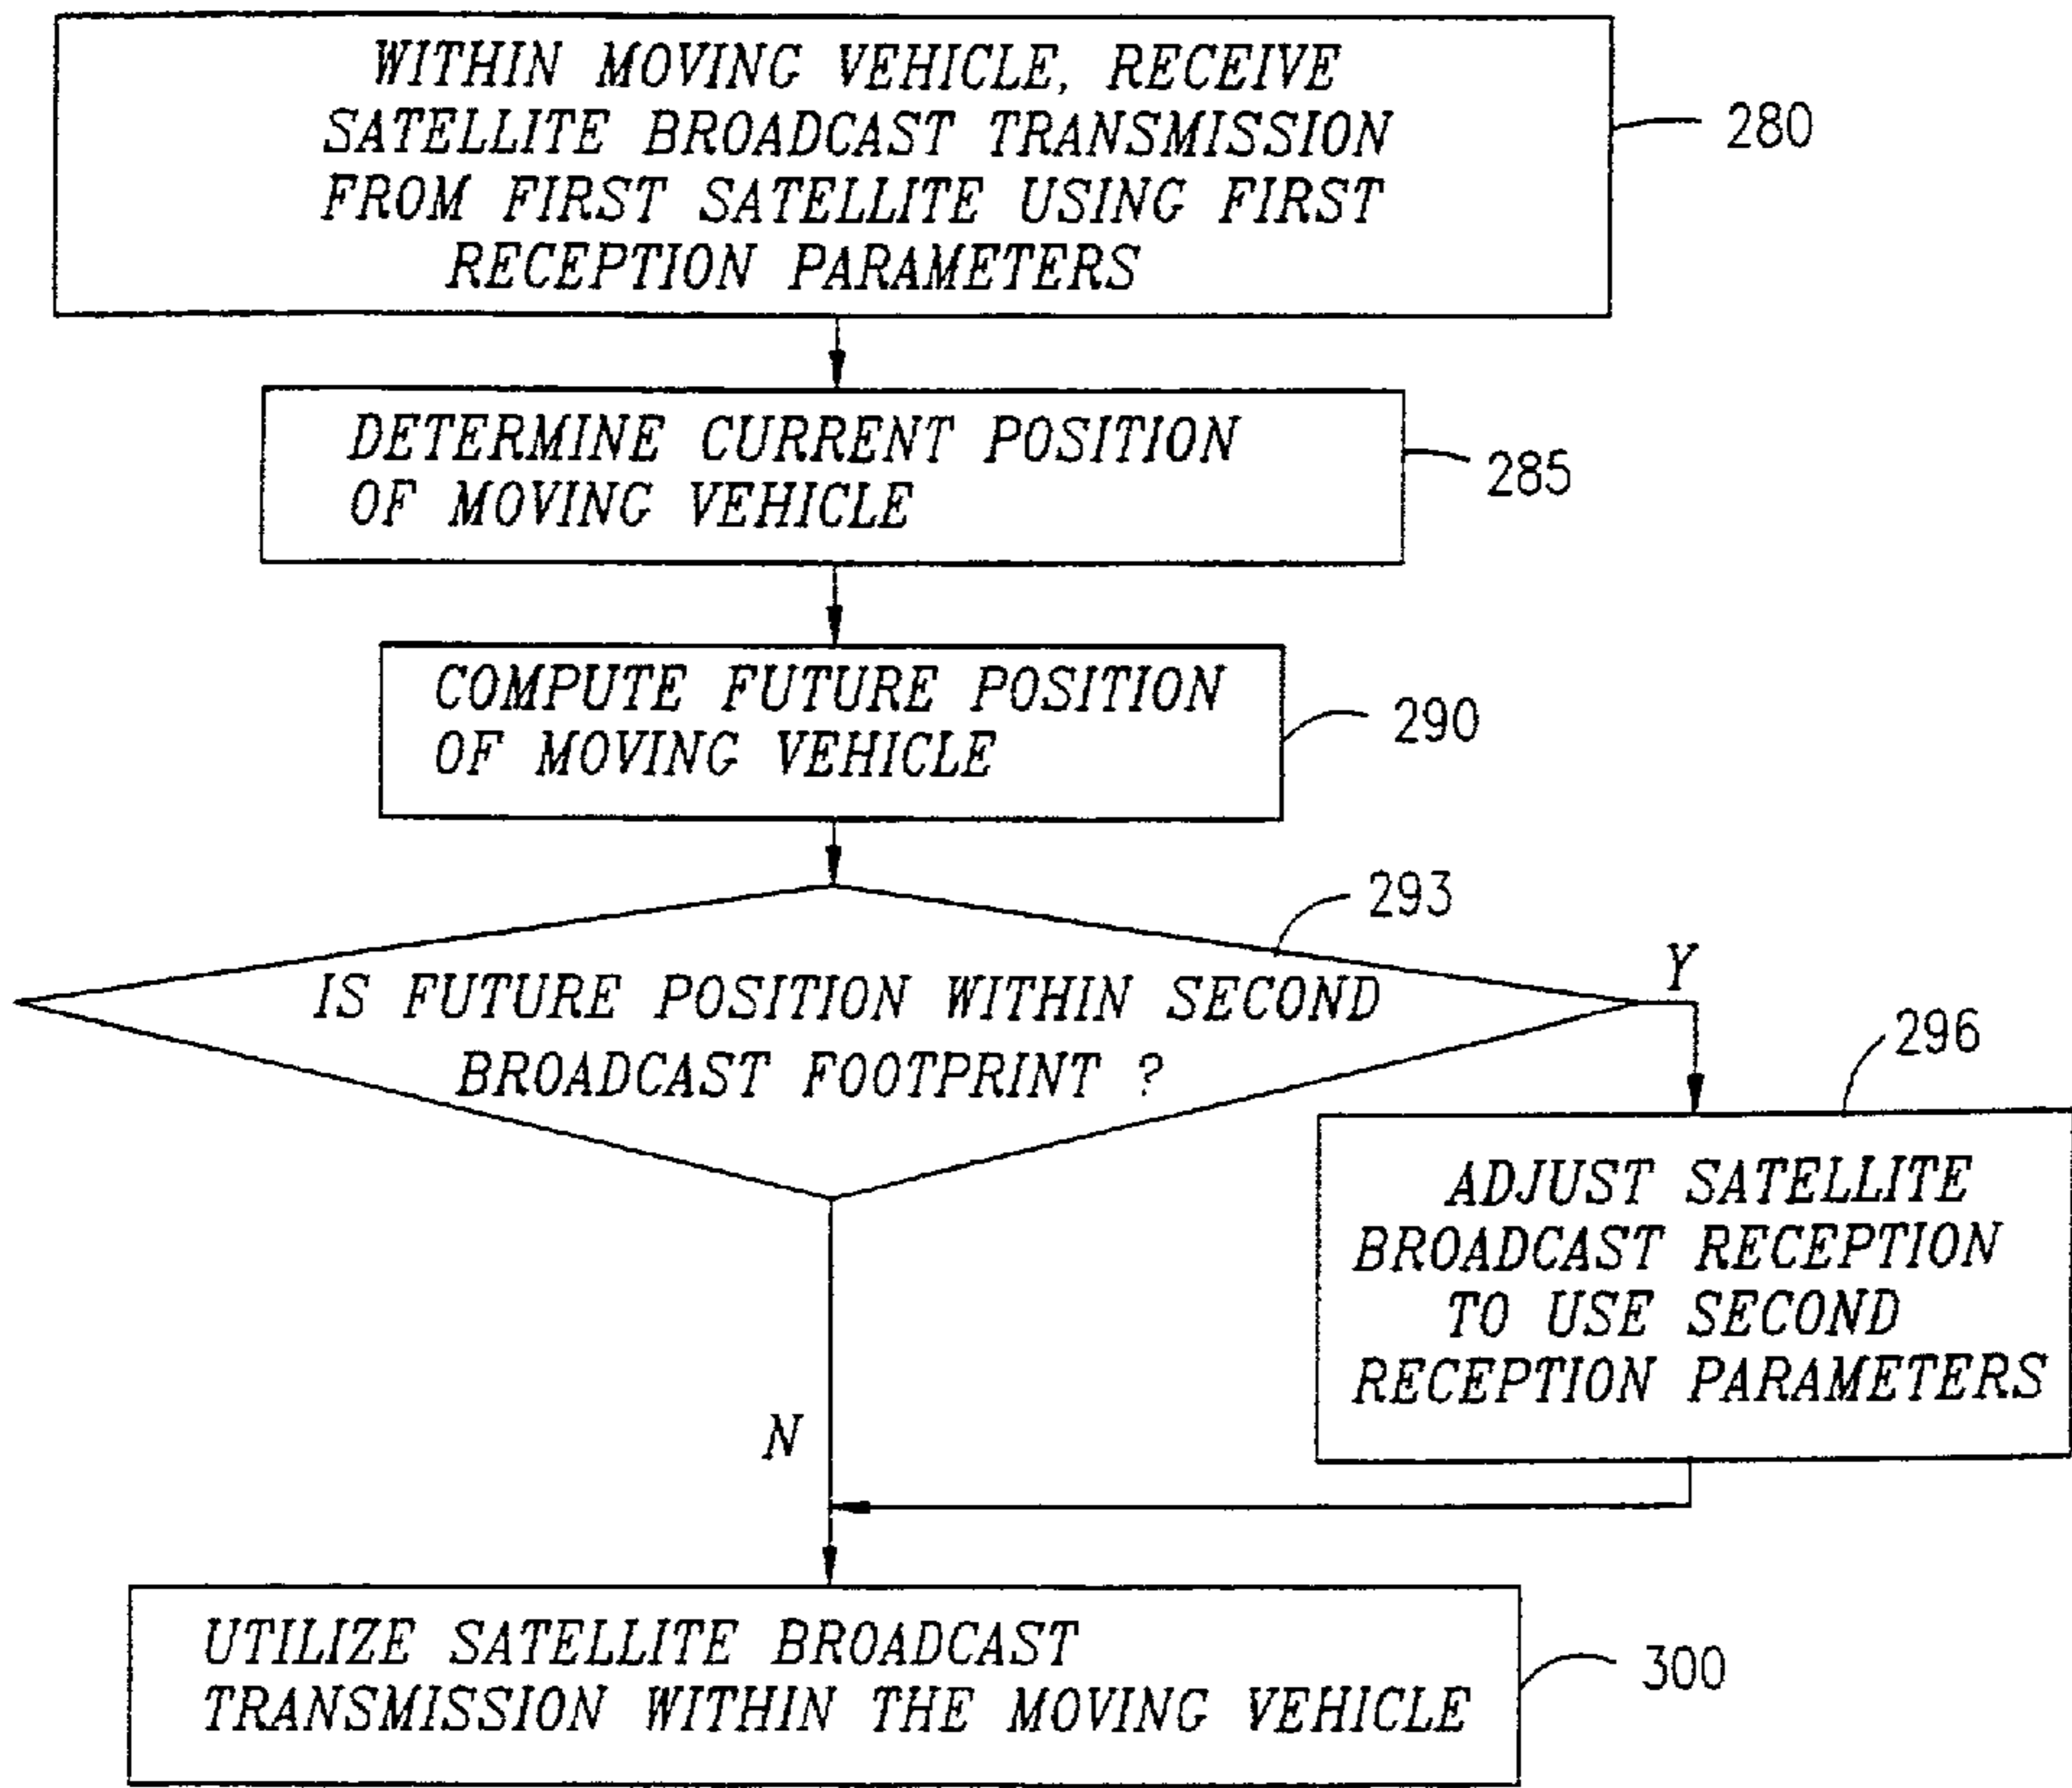 WITHIN MOVING VEHICLE, RECEIVE
SATELLITE BROADCAST TRANSMISSION
FROM FIRST SATELLITE USING FIRST
RECEPTION PARAMETERS
280
DETERMINE CURRENT POSITION
OF MOVING VEHICLE
285
COMPUTE FUTURE POSITION
OF MOVING VEHICLE
290
293
IS FUTURE POSITION WITHIN SECOND
BROADCAST FOOTPRINT ?
Y
296
ADJUST SATELLITE
BROADCAST RECEPTION
TO USE SECOND
RECEPTION PARAMETERS
N
UTILIZE SATELLITE BROADCAST
TRANSMISSION WITHIN THE MOVING VEHICLE
300